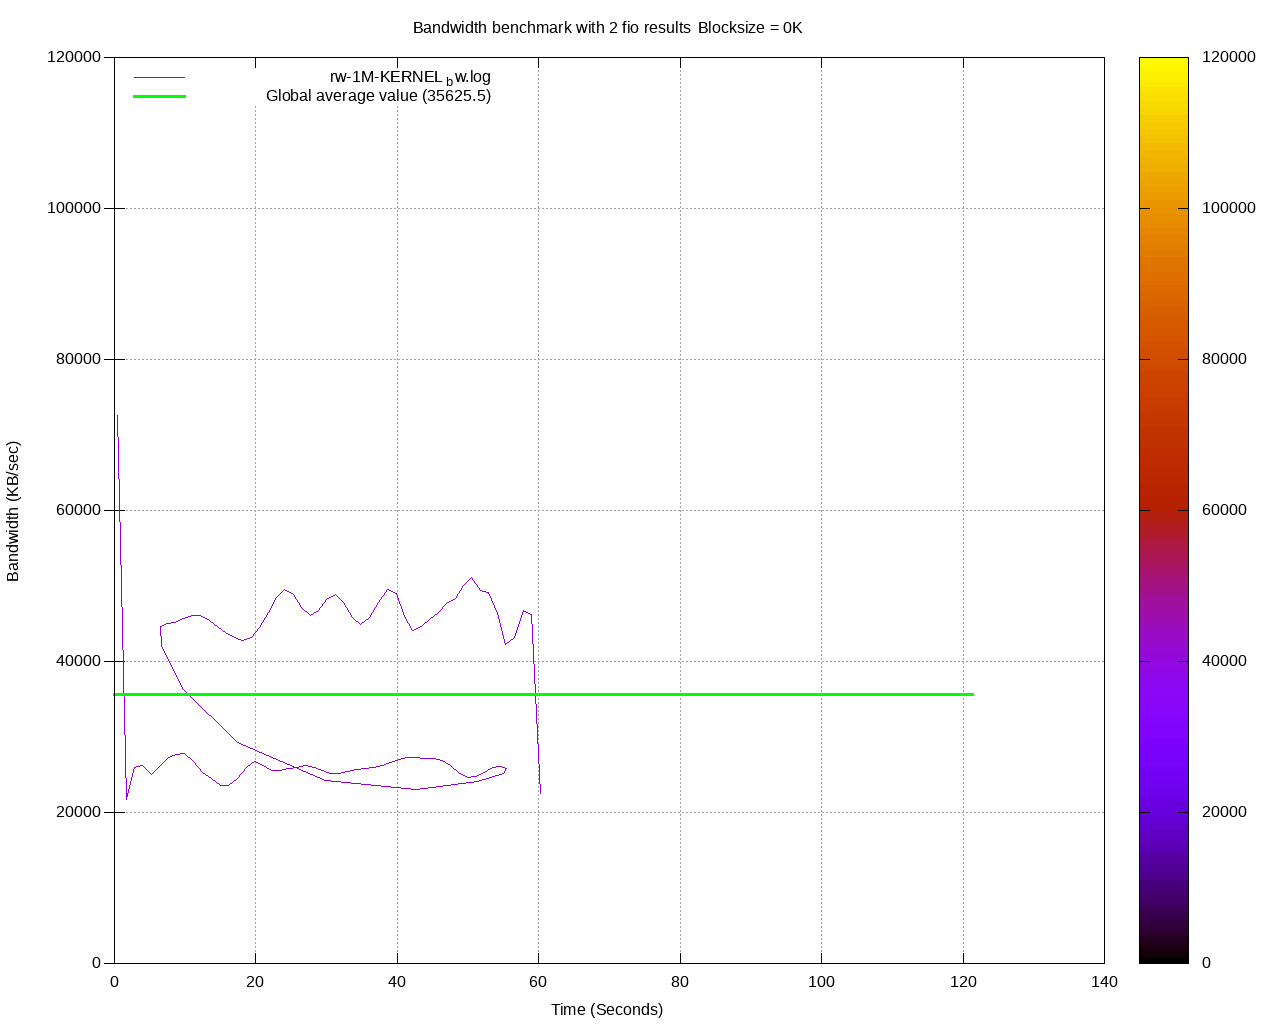 Bandwidth benchmark with 2 fio results Blocksize = 0K
rw-1M-KERNEL_bw.log
Global average value (35625.5)
Bandwidth (KB/sec)
120000
100000
80000
60000
40000
20000
0
0 20 40 60 80 100 120 140
Time (Seconds)
120000
100000
80000
60000
40000
20000
0